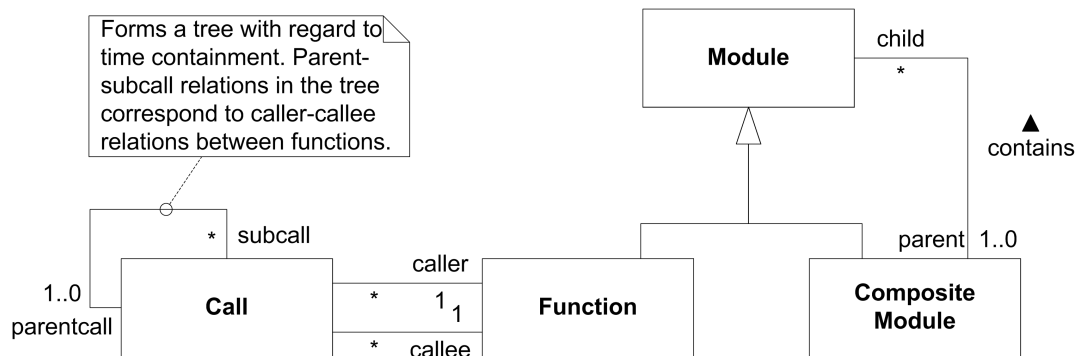 Forms a tree with regard to
time containment. Parent-
subcall relations in the tree
correspond to caller-callee
relations between functions.
Module
child
*
▲
contains
* subcall
parent 1..0
1..0
parentcall
Call
caller
* 1
1
* callee
Function
Composite
Module